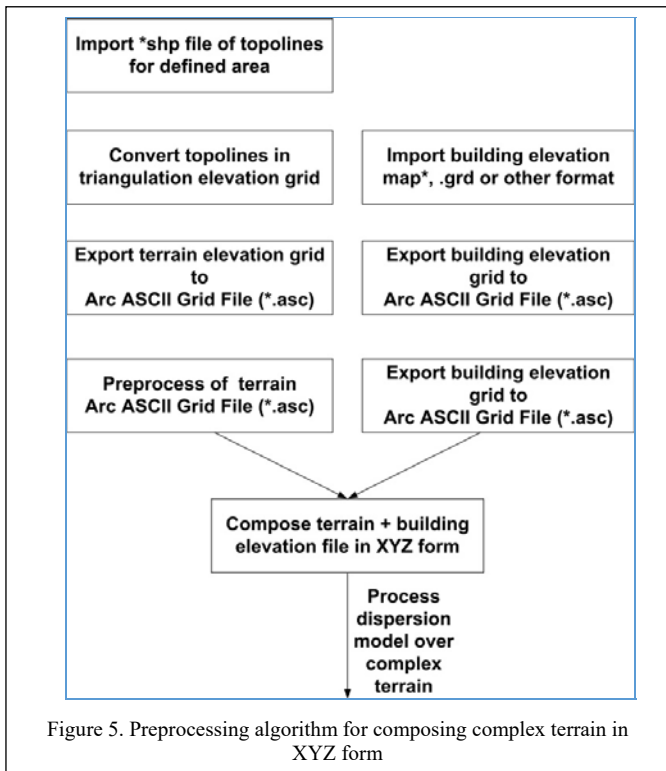 Import *shp file of topolines
for defined area
Convert topolines in
triangulation elevation grid
Import building elevation
map*, .grd or other format
Export terrain elevation grid
to
Arc ASCII Grid File (*.asc)
Export building elevation
grid to
Arc ASCII Grid File (*.asc)
Preprocess of terrain
Arc ASCII Grid File (*.asc)
Export building elevation
grid to
Arc ASCII Grid File (*.asc)
Compose terrain + building
elevation file in XYZ form
Process
dispersion
model over
complex
terrain
Figure 5. Preprocessing algorithm for composing complex terrain in
XYZ form